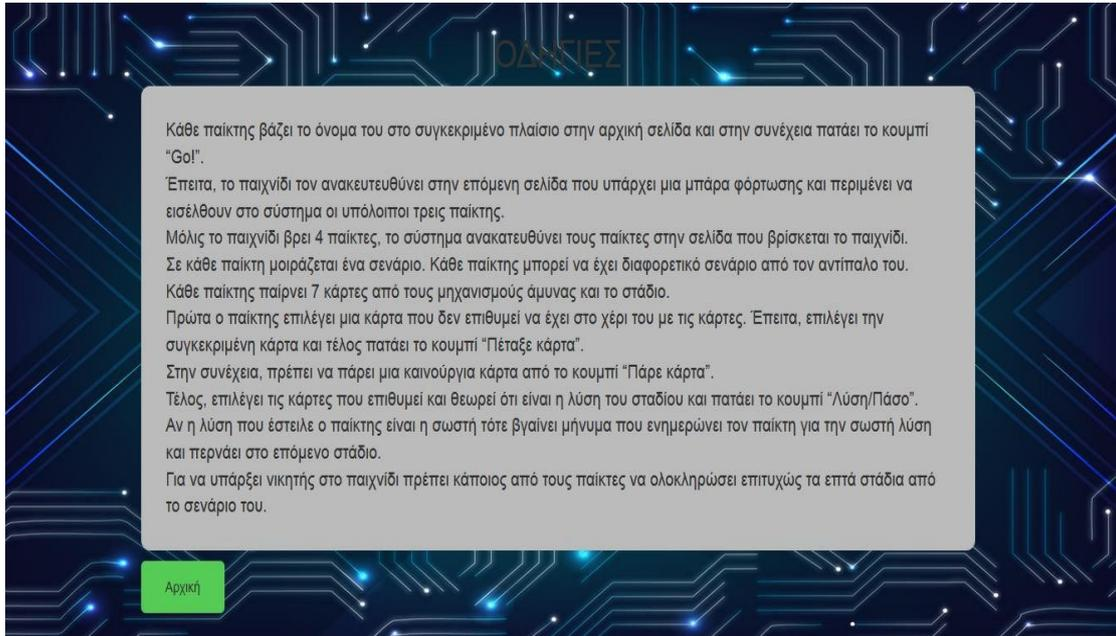 ΟΔΗΓΙΕΣ
Κάθε παίκτης βάζει το όνομα του στο συγκεκριμένο πλαίσιο στην αρχική σελίδα και στην συνέχεια πατάει το κουμπί
“Go!”.
Έπειτα, το παιχνίδι τον ανακευτευθύνει στην επόμενη σελίδα που υπάρχει μια μπάρα φόρτωσης και περιμένει να
εισέλθουν στο σύστημα οι υπόλοιποι τρεις παίκτης.
Μόλις το παιχνίδι βρει 4 παίκτες, το σύστημα ανακατευθύνει τους παίκτες στην σελίδα που βρίσκεται το παιχνίδι.
Σε κάθε παίκτη μοιράζεται ένα σενάριο. Κάθε παίκτης μπορεί να έχει διαφορετικό σενάριο από τον αντίπαλο του.
Κάθε παίκτης παίρνει 7 κάρτες από τους μηχανισμούς άμυνας και το στάδιο.
Πρώτα ο παίκτης επιλέγει μια κάρτα που δεν επιθυμεί να έχει στο χέρι του με τις κάρτες. Έπειτα, επιλέγει την
συγκεκριμένη κάρτα και τέλος πατάει το κουμπί “Πέταξε κάρτα”.
Στην συνέχεια, πρέπει να πάρει μια καινούργια κάρτα από το κουμπί “Πάρε κάρτα”.
Τέλος, επιλέγει τις κάρτες που επιθυμεί και θεωρεί ότι είναι η λύση του σταδίου και πατάει το κουμπί “Λύση/Πάσο”.
Αν η λύση που έστειλε ο παίκτης είναι η σωστή τότε βγαίνει μήνυμα που ενημερώνει τον παίκτη για την σωστή λύση
και περνάει στο επόμενο στάδιο.
Για να υπάρξει νικητής στο παιχνίδι πρέπει κάποιος από τους παίκτες να ολοκληρώσει επιτυχώς τα επτά στάδια από
το σενάριο του.
Αρχική